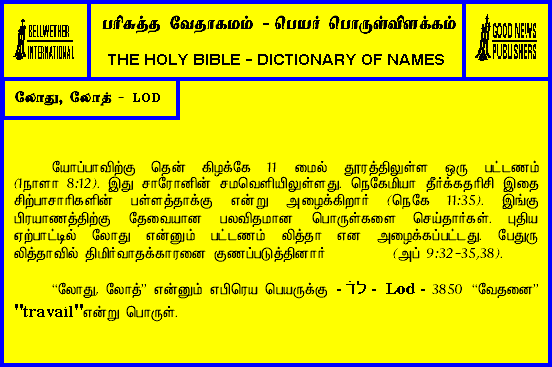 BELLWETHER
INTERNATIONAL
பரிசுத்த வேதாகமம் - பெயர் பொருள்விளக்கம்
THE HOLY BIBLE - DICTIONARY OF NAMES
GOOD NEWS
PUBLISHERS
லோது, லோத் - LOD
யோப்பாவிற்கு தென் கிழக்கே 11 மைல் தூரத்திலுள்ள ஒரு பட்டணம்
(1நாளா 8:12). இது சாரோனின் சமவெளியிலுள்ளது. நெகேமியா தீர்க்கதரிசி இதை
சிற்பாசாரிகளின் பள்ளத்தாக்கு என்று அழைக்கிறார் (நெகே 11:35). இங்கு
பிரயாணத்திற்கு தேவையான பலவிதமான பொருள்களை செய்தார்கள். புதிய
ஏற்பாட்டில் லோது என்னும் பட்டணம் லித்தா என அழைக்கப்பட்டது. பேதுரு
லித்தாவில் திமிர்வாதக்காரனை குணப்படுத்தினார் (அப் 9:32-35,38).
“லோது, லோத்” என்னும் எபிரெய பெயருக்கு - לֹד - Lod - 3850 “வேதனை”
"travail" என்று பொருள்.